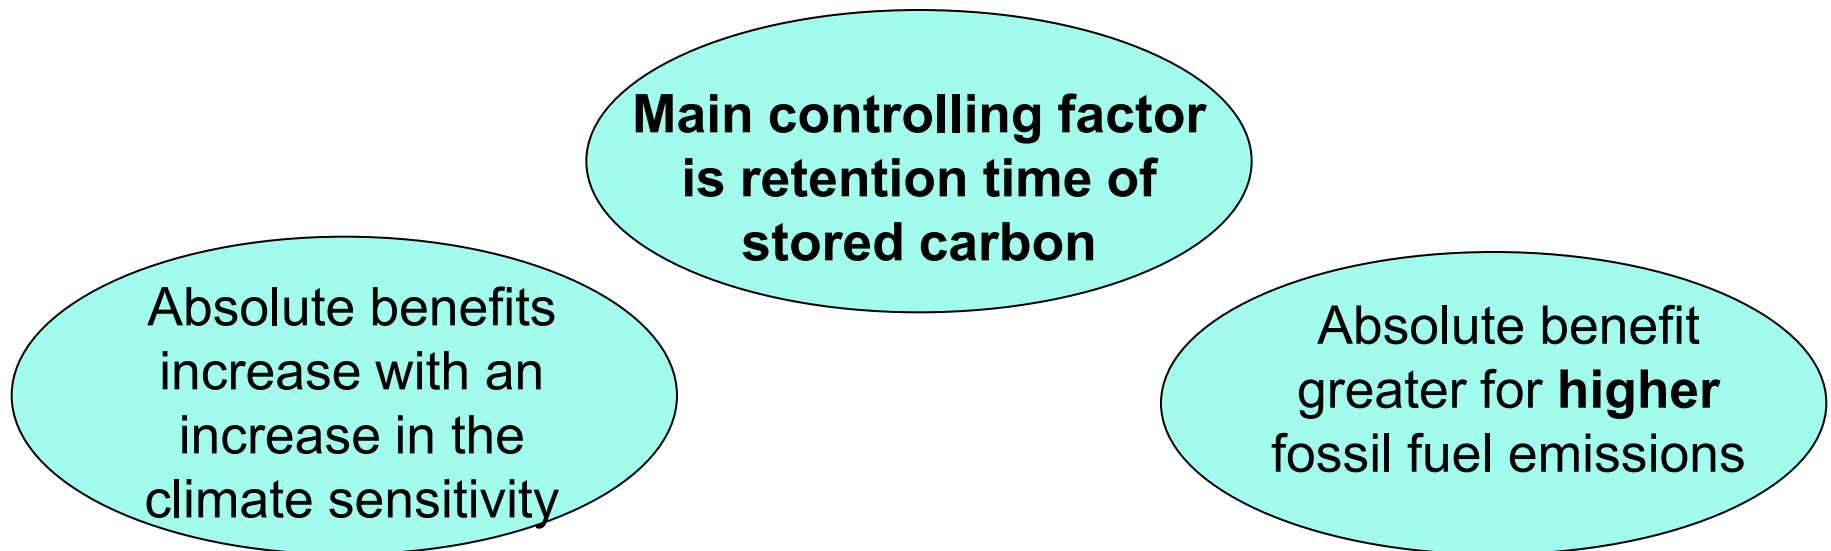 Main controlling factor
is retention time of
stored carbon
Absolute benefits
increase with an
increase in the
climate sensitivity
Absolute benefit
greater for higher
fossil fuel emissions